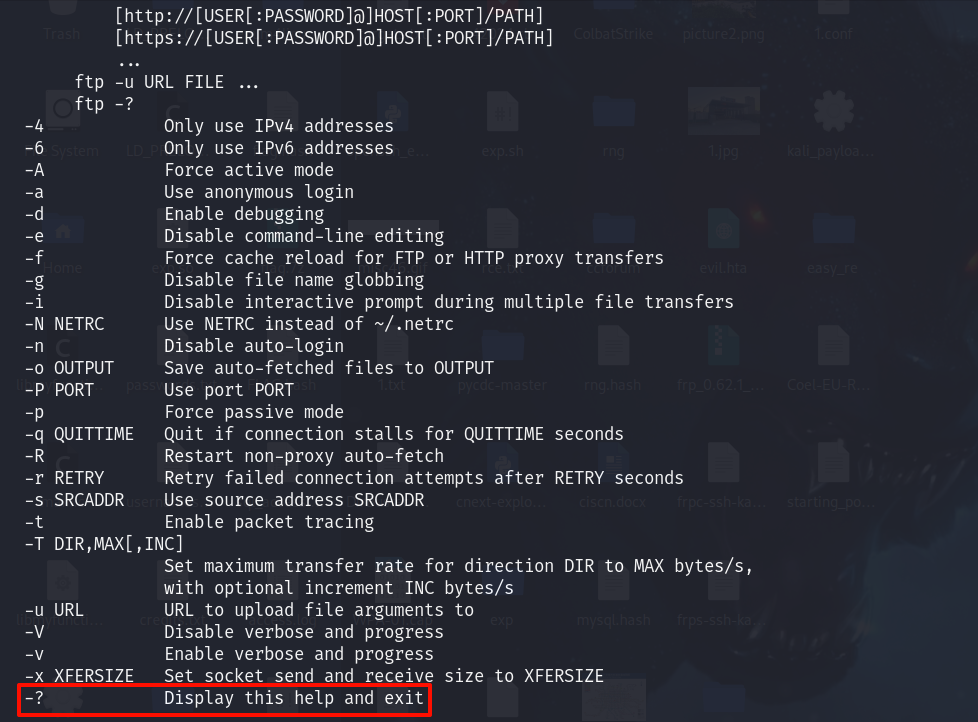 [http://[USER[:PASSWORD]@]HOST[:PORT]/PATH]
[https://[USER[:PASSWORD]@]HOST[:PORT]/PATH]
...
ftp -u URL FILE ...
ftp -?
-4 Only use IPv4 addresses
-6 Only use IPv6 addresses
-A Force active mode
-a Use anonymous login
-d Enable debugging
-e Disable command-line editing
-f Force cache reload for FTP or HTTP proxy transfers
-g Disable file name globbing
-i Disable interactive prompt during multiple file transfers
-N NETRC Use NETRC instead of ~/.netrc
-n Disable auto-login
-o OUTPUT Save auto-fetched files to OUTPUT
-P PORT Use port PORT
-p Force passive mode
-q QUITTIME Quit if connection stalls for QUITTIME seconds
-R Restart non-proxy auto-fetch
-r RETRY Retry failed connection attempts after RETRY seconds
-s SRCADDR Use source address SRCADDR
-t Enable packet tracing
-T DIR,MAX[,INC]
Set maximum transfer rate for direction DIR to MAX bytes/s,
with optional increment INC bytes/s
-u URL URL to upload file arguments to
-V Disable verbose and progress
-v Enable verbose and progress
-x XFERSIZE Set socket send and receive size to XFERSIZE
-? Display this help and exit
Trash
ColbatStrike
picture2.png
1.conf
exp.sh
rng
1.jpg
kali_payloa...
Home
evil.hta
easy_re
1.txt
pycdc-master
rng.hash
frp_0.62.1_...
Coel-EU-R...
cnext-explo...
ciscn.docx
frpc-ssh-ka...
starting_po...
access.log
exp
mysql.hash
frps-ssh-ka...